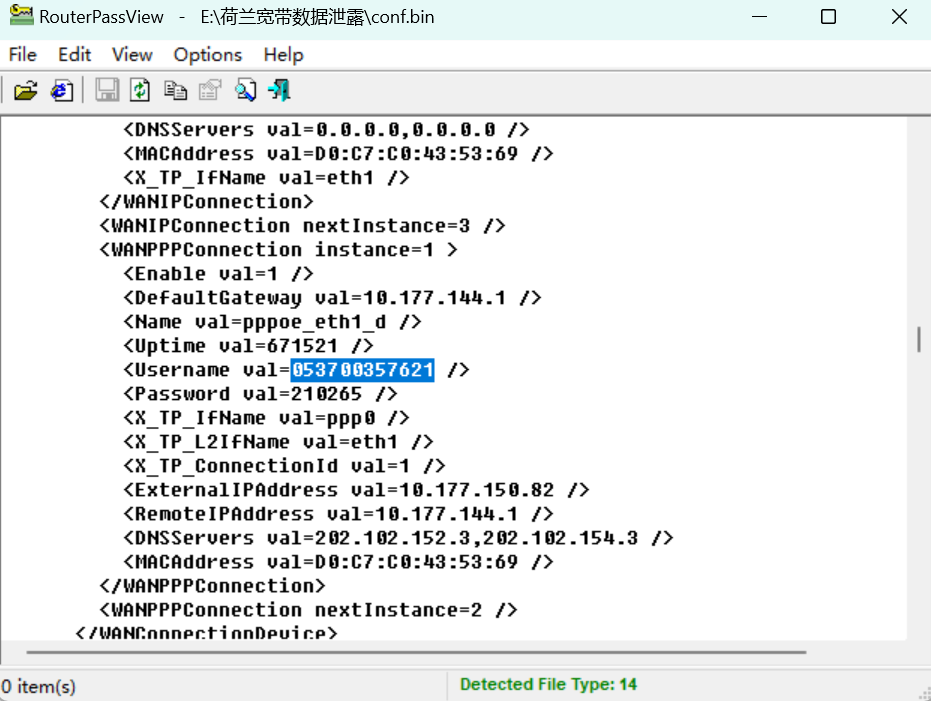 RouterPassView - E:\荷兰宽带数据泄露\conf.bin
File Edit View Options Help
<DNSServers val=0.0.0.0,0.0.0.0 />
<MACAddress val=D0:C7:C0:43:53:69 />
<X_TP_IfName val=eth1 />
</WANIPConnection>
<WANIPConnection nextInstance=3 />
<WANPPPConnection instance=1 >
<Enable val=1 />
<DefaultGateway val=10.177.144.1 />
<Name val=pppoe_eth1_d />
<Uptime val=671521 />
<Username val=053700357621 />
<Password val=210265 />
<X_TP_IfName val=ppp0 />
<X_TP_L2IfName val=eth1 />
<X_TP_ConnectionId val=1 />
<ExternalIPAddress val=10.177.150.82 />
<RemoteIPAddress val=10.177.144.1 />
<DNSServers val=202.102.152.3,202.102.154.3 />
<MACAddress val=D0:C7:C0:43:53:69 />
</WANPPPConnection>
<WANPPPConnection nextInstance=2 />
</WANConnectionDevice>
0 item(s) Detected File Type: 14